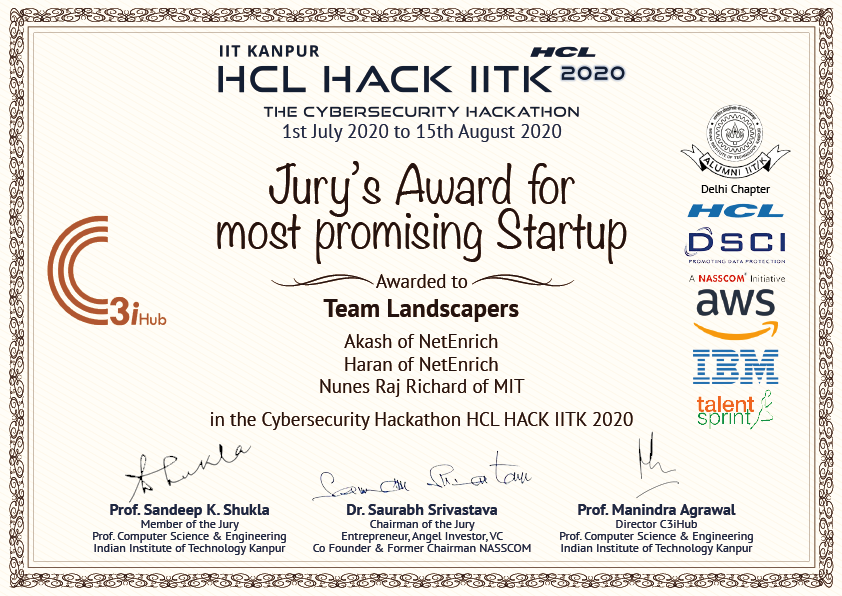 IIT KANPUR
HCL
HCL HACK IITK 2020
THE CYBERSECURITY HACKATHON
1st July 2020 to 15th August 2020
ALUMNI IIT/K
Delhi Chapter
Jury's Award for
most promising Startup
HCL
DSCI
PROMOTING DATA PROTECTION
A NASSCOM® Initiative
Awarded to
Team Landscapers
aws
C3iHub
Akash of NetEnrich
Haran of NetEnrich
Nunes Raj Richard of MIT
IBM
talent
sprint
in the Cybersecurity Hackathon HCL HACK IITK 2020
Prof. Sandeep K. Shukla
Member of the Jury
Prof. Computer Science & Engineering
Indian Institute of Technology Kanpur
Dr. Saurabh Srivastava
Chairman of the Jury
Entrepreneur, Angel Investor, VC
Co Founder & Former Chairman NASSCOM
Prof. Manindra Agrawal
Director C3iHub
Prof. Computer Science & Engineering
Indian Institute of Technology Kanpur